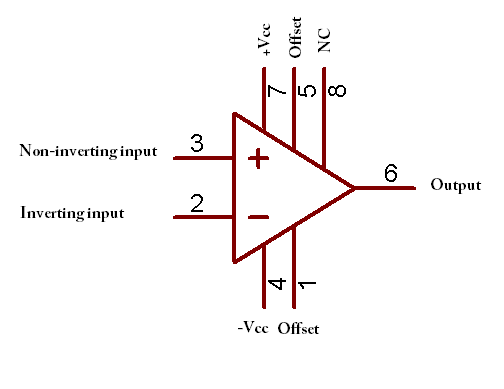 +Vcc
Offset
NC
7
5
8
Non-inverting input
3
+
6
Output
Inverting input
2
−
4
1
-Vcc
Offset